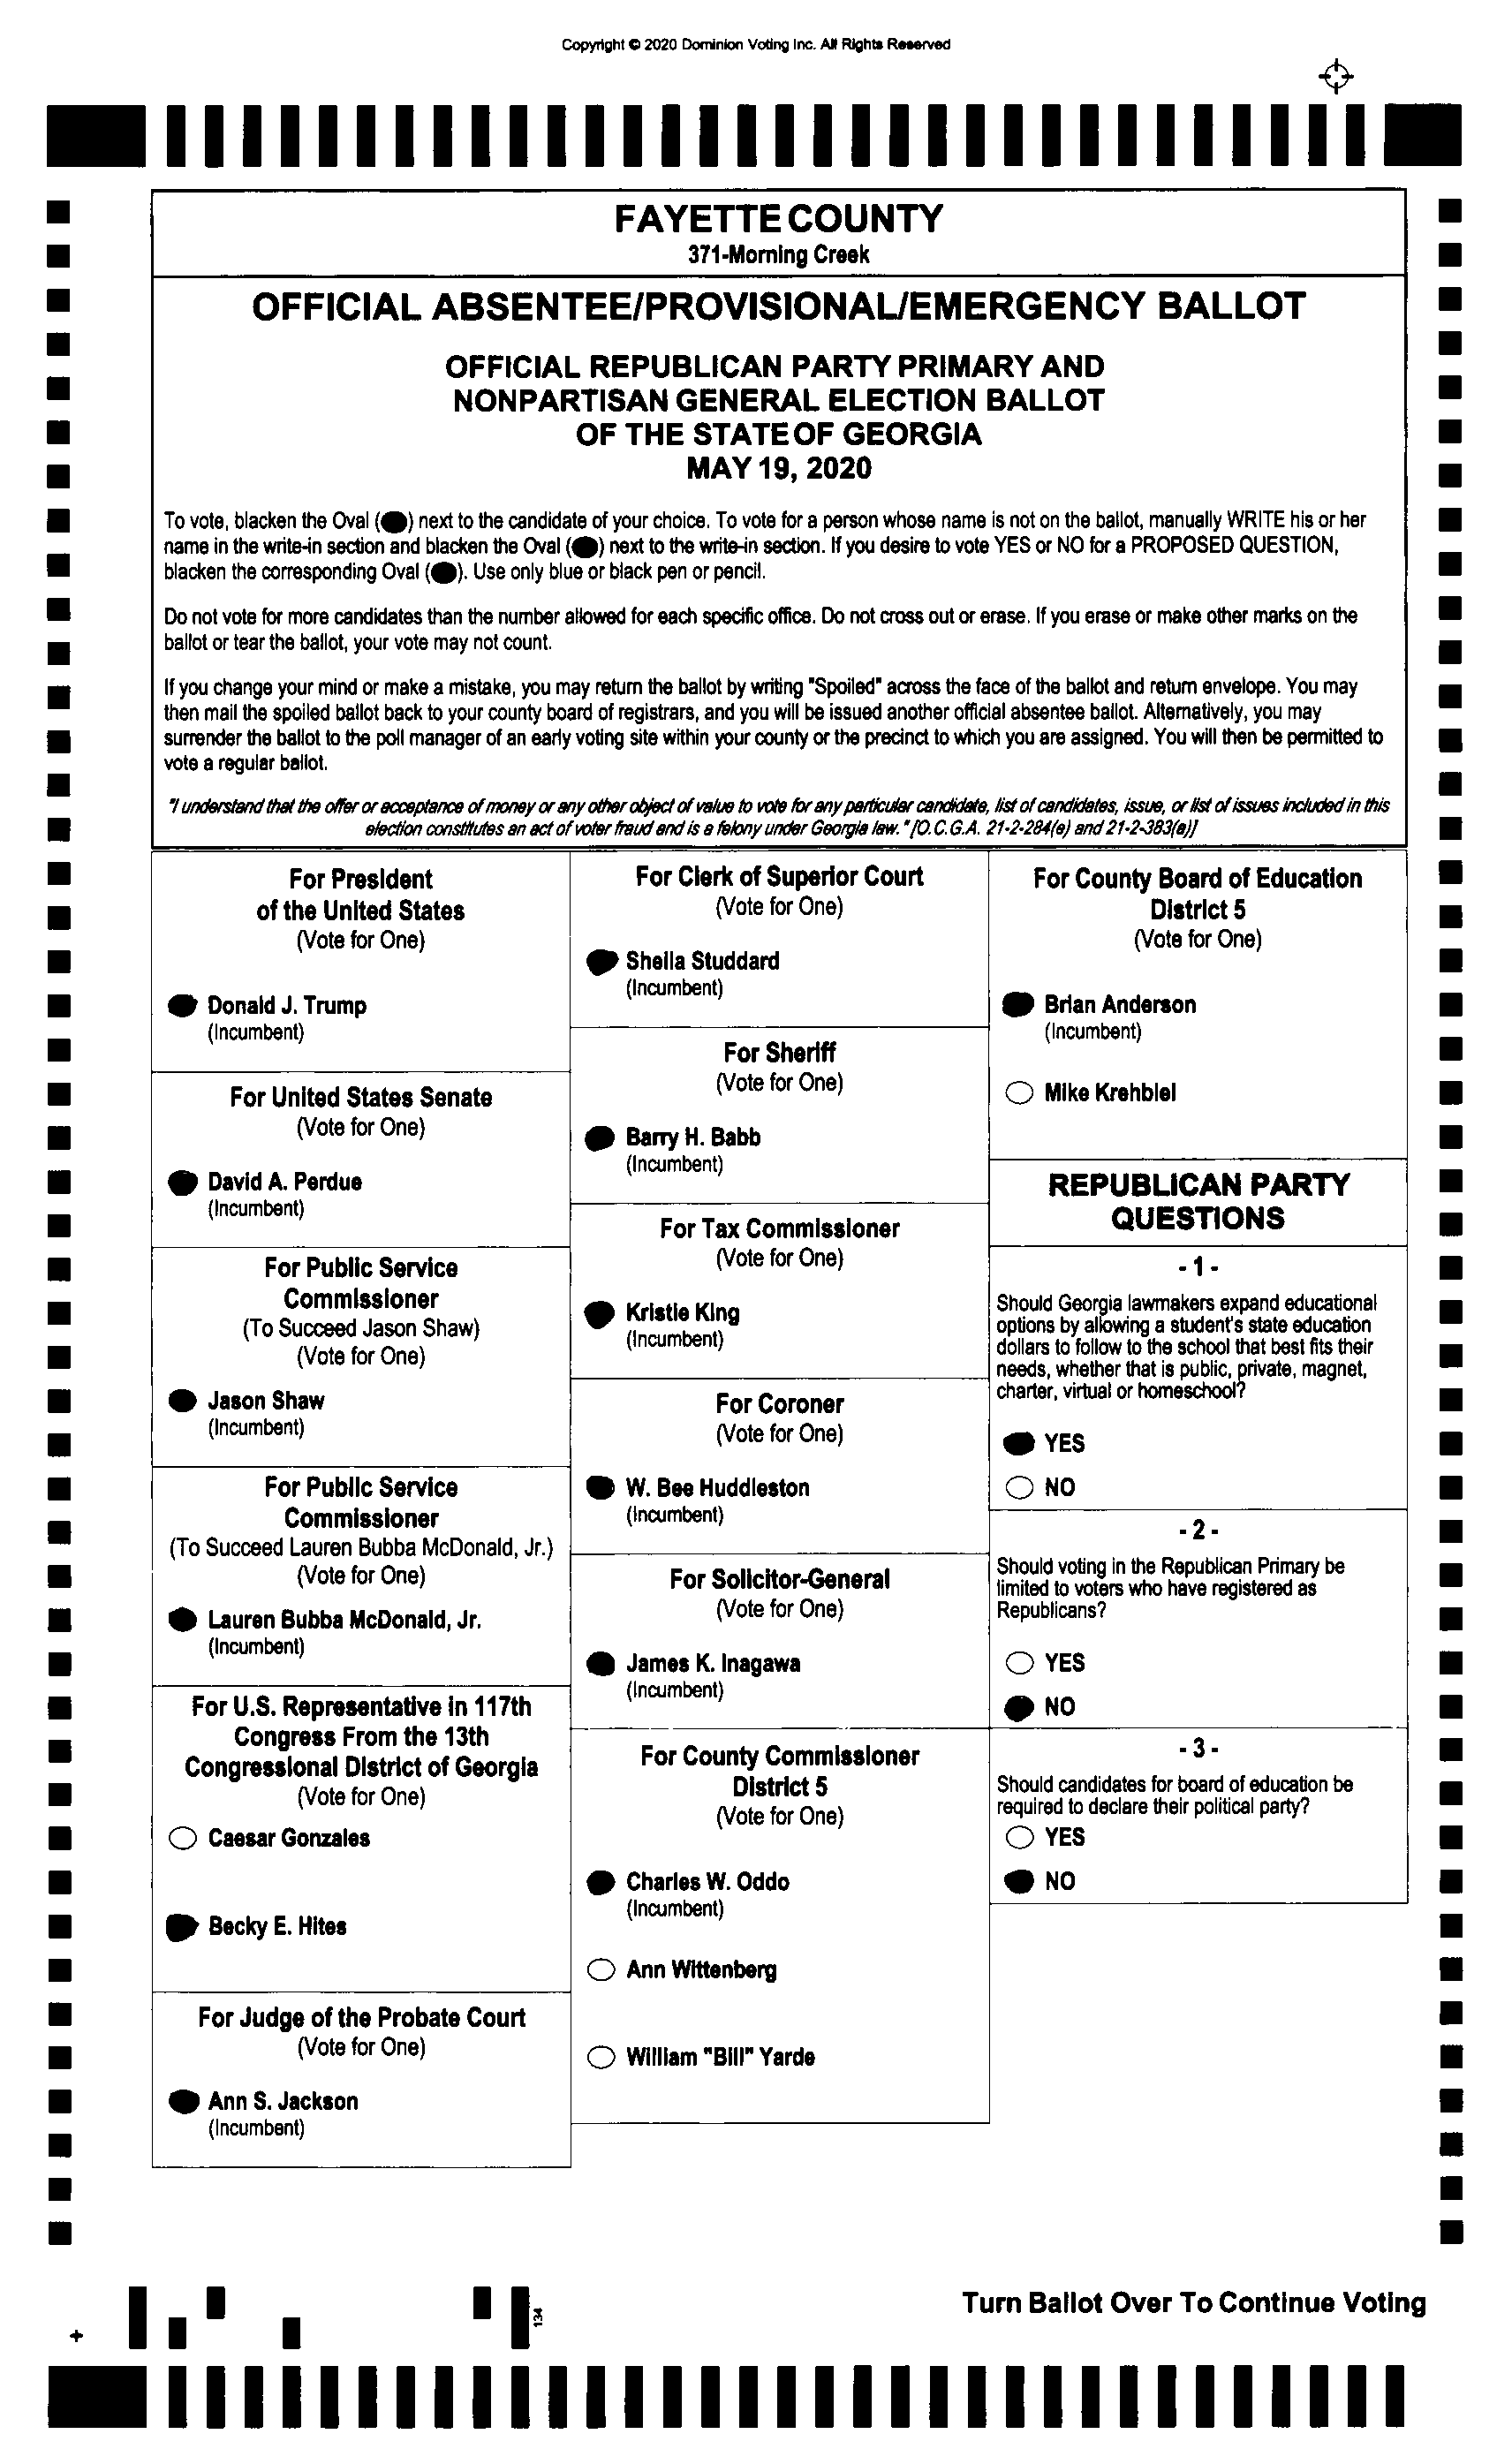 Copyright © 2020 Dominion Voting Inc. All Rights Reserved
FAYETTE COUNTY
371-Morning Creek
OFFICIAL ABSENTEE/PROVISIONAL/EMERGENCY BALLOT
OFFICIAL REPUBLICAN PARTY PRIMARY AND
NONPARTISAN GENERAL ELECTION BALLOT
OF THE STATE OF GEORGIA
MAY 19, 2020
To vote, blacken the Oval (●) next to the candidate of your choice. To vote for a person whose name is not on the ballot, manually WRITE his or her
name in the write-in section and blacken the Oval (●) next to the write-in section. If you desire to vote YES or NO for a PROPOSED QUESTION,
blacken the corresponding Oval (●). Use only blue or black pen or pencil.
Do not vote for more candidates than the number allowed for each specific office. Do not cross out or erase. If you erase or make other marks on the
ballot or tear the ballot, your vote may not count.
If you change your mind or make a mistake, you may return the ballot by writing "Spoiled" across the face of the ballot and return envelope. You may
then mail the spoiled ballot back to your county board of registrars, and you will be issued another official absentee ballot. Alternatively, you may
surrender the ballot to the poll manager of an early voting site within your county or the precinct to which you are assigned. You will then be permitted to
vote a regular ballot.
"I understand that the offer or acceptance of money or any other object of value to vote for any particular candidate, list of candidates, issue, or list of issues included in this
election constitutes an act of voter fraud and is a felony under Georgia law." [O.C.G.A. 21-2-284(e) and 21-2-383(a)]
For President
of the United States
(Vote for One)
Donald J. Trump
(Incumbent)
For United States Senate
(Vote for One)
David A. Perdue
(Incumbent)
For Public Service
Commissioner
(To Succeed Jason Shaw)
(Vote for One)
Jason Shaw
(Incumbent)
For Public Service
Commissioner
(To Succeed Lauren Bubba McDonald, Jr.)
(Vote for One)
Lauren Bubba McDonald, Jr.
(Incumbent)
For U.S. Representative in 117th
Congress From the 13th
Congressional District of Georgia
(Vote for One)
Caesar Gonzales
Becky E. Hites
For Judge of the Probate Court
(Vote for One)
Ann S. Jackson
(Incumbent)
For Clerk of Superior Court
(Vote for One)
Sheila Studdard
(Incumbent)
For Sheriff
(Vote for One)
Barry H. Babb
(Incumbent)
For Tax Commissioner
(Vote for One)
Kristie King
(Incumbent)
For Coroner
(Vote for One)
W. Bee Huddleston
(Incumbent)
For Solicitor-General
(Vote for One)
James K. Inagawa
(Incumbent)
For County Commissioner
District 5
(Vote for One)
Charles W. Oddo
(Incumbent)
Ann Wittenberg
William "Bill" Yarde
For County Board of Education
District 5
(Vote for One)
Brian Anderson
(Incumbent)
Mike Krehbiel
REPUBLICAN PARTY
QUESTIONS
- 1 -
Should Georgia lawmakers expand educational
options by allowing a student's state education
dollars to follow to the school that best fits their
needs, whether that is public, private, magnet,
charter, virtual or homeschool?
YES
NO
- 2 -
Should voting in the Republican Primary be
limited to voters who have registered as
Republicans?
YES
NO
- 3 -
Should candidates for board of education be
required to declare their political party?
YES
NO
134
Turn Ballot Over To Continue Voting